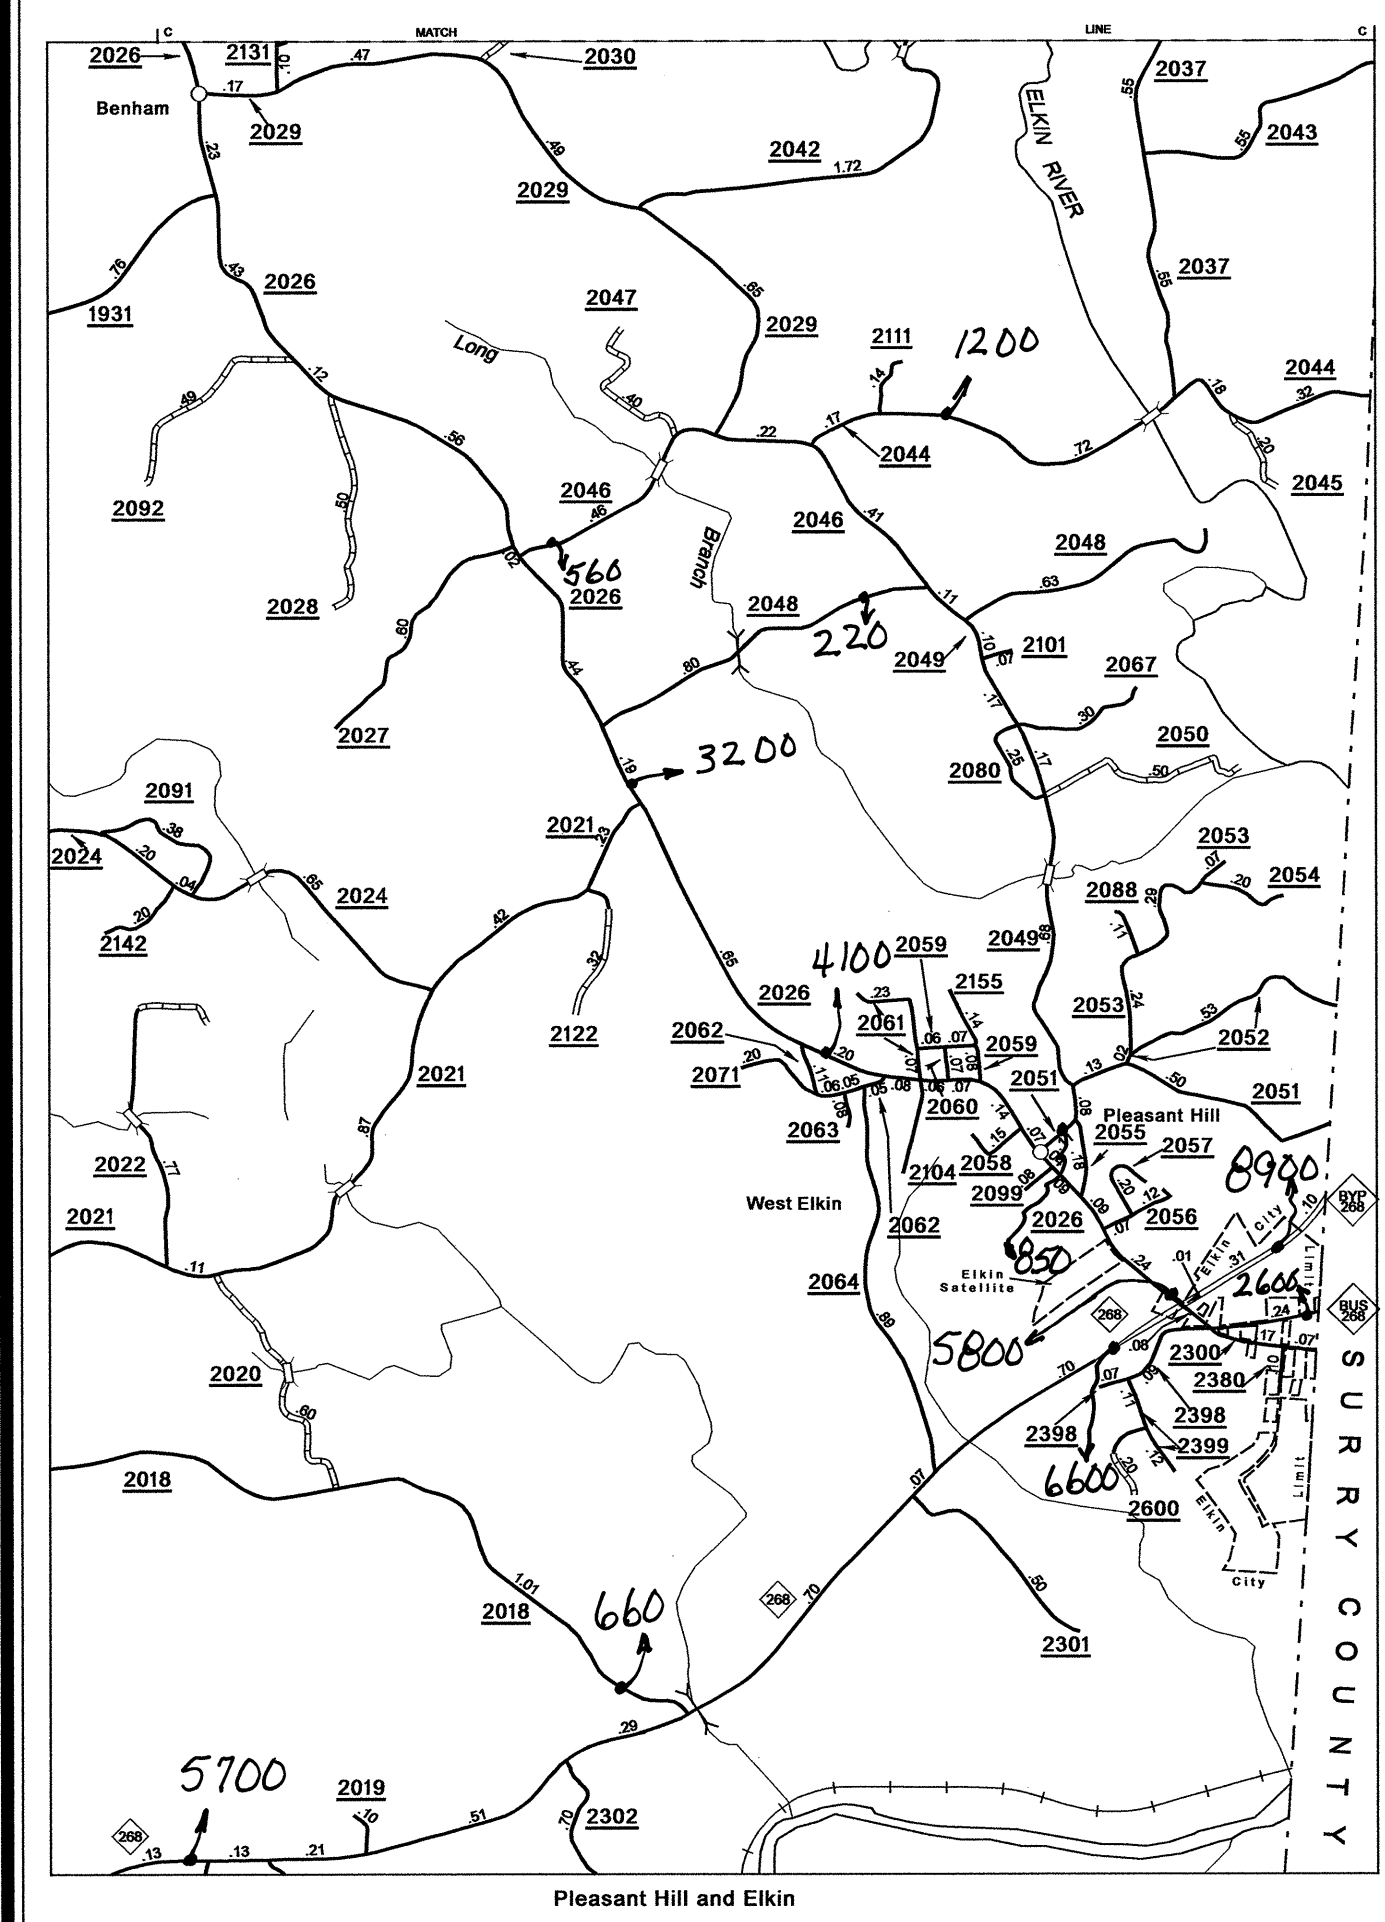 C MATCH LINE C
2026 2131 .10 .47 2030 2037
.17 .55
Benham
2029 ELKIN RIVER 2043
.23 .49 2042 1.72 .55
2029
.76 .43 2026 .65 2037 .55
1931 2047 2029
Long 2111 1200
.12 .14 .18 2044
.49 .40 .17 .32
.56 .22 2044 .72 .20
2092 .50 2046 .46 2046 .41 2045
Branch 2048
.02 560
2028 2026 2048 .11 .63
.60 220 2049 .10 2101
.44 .80 .07 2067
2027 .17 .30
3200 2050
.19 2080 .25 .17 .50
2091
2021 .23
2024 .38 .20 2053
.04 .65 2024 2088 .07 2054
.20 .42 .29 .20
2142 .11
.32 .65 4100 2059 2049 .68
2026 .23 2155 2053 .24 .53
2122 2062 2061 .14 2052
.20 .20 .06 .07 2059 .02
2071 .11 .07 .07 .08 .13
2021 .06 .05 .05 .08 .06 .07 2051 .50
2060 2051
.08 .14 .08 Pleasant Hill
2063 .15 .07 2055
.87 2058 .18 2057
2022 .77 2104 .08 .09 8900
2099 .20 .12
West Elkin 2026 .09 2056 .10 BYP 268
2021 2062 .07 City
850 .24 .01 Elkin .31 Limit
.11 2064 Elkin Satellite 2600
268 .24 BUS 268
.89 5800 .08 2300 .17 .07
2020 .70 2380 .10
.07 .09
.60 2398 .11 2398
2399
2018 .07 6600 .20 .12 Limit
2600 Elkin
City
1.01 .50
660 268 .70
2018 2301
.29
5700 2019
.10 .51 .70 2302
268 .13 .13 .21
SURRY COUNTY
Pleasant Hill and Elkin